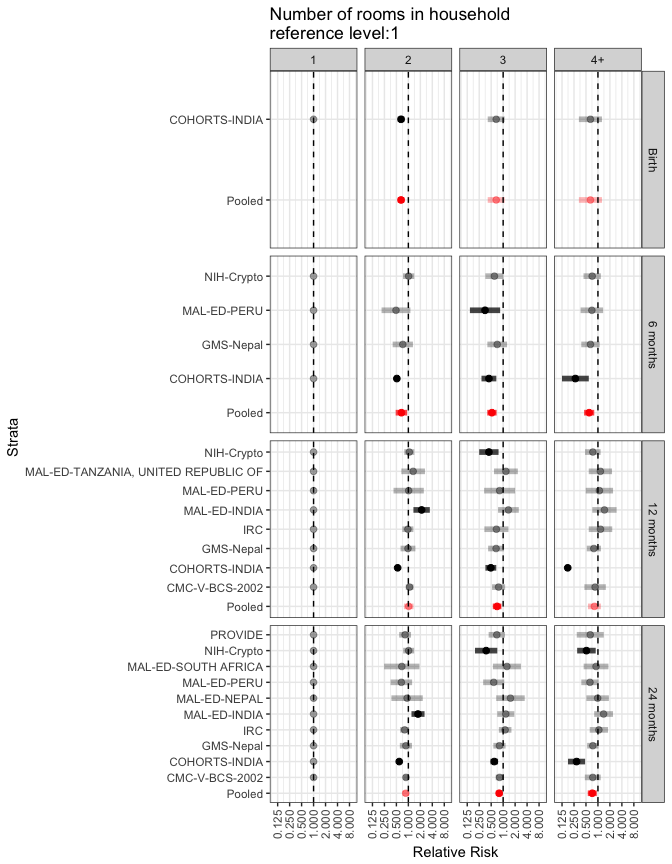 Number of rooms in household
reference level:1
1 2 3 4+
COHORTS-INDIA
Pooled
Birth
NIH-Crypto
MAL-ED-PERU
GMS-Nepal
COHORTS-INDIA
Pooled
6 months
NIH-Crypto
MAL-ED-TANZANIA, UNITED REPUBLIC OF
MAL-ED-PERU
MAL-ED-INDIA
IRC
GMS-Nepal
COHORTS-INDIA
CMC-V-BCS-2002
Pooled
12 months
PROVIDE
NIH-Crypto
MAL-ED-SOUTH AFRICA
MAL-ED-PERU
MAL-ED-NEPAL
MAL-ED-INDIA
IRC
GMS-Nepal
COHORTS-INDIA
CMC-V-BCS-2002
Pooled
24 months
Strata
0.125 0.250 0.500 1.000 2.000 4.000 8.000 0.125 0.250 0.500 1.000 2.000 4.000 8.000 0.125 0.250 0.500 1.000 2.000 4.000 8.000 0.125 0.250 0.500 1.000 2.000 4.000 8.000
Relative Risk